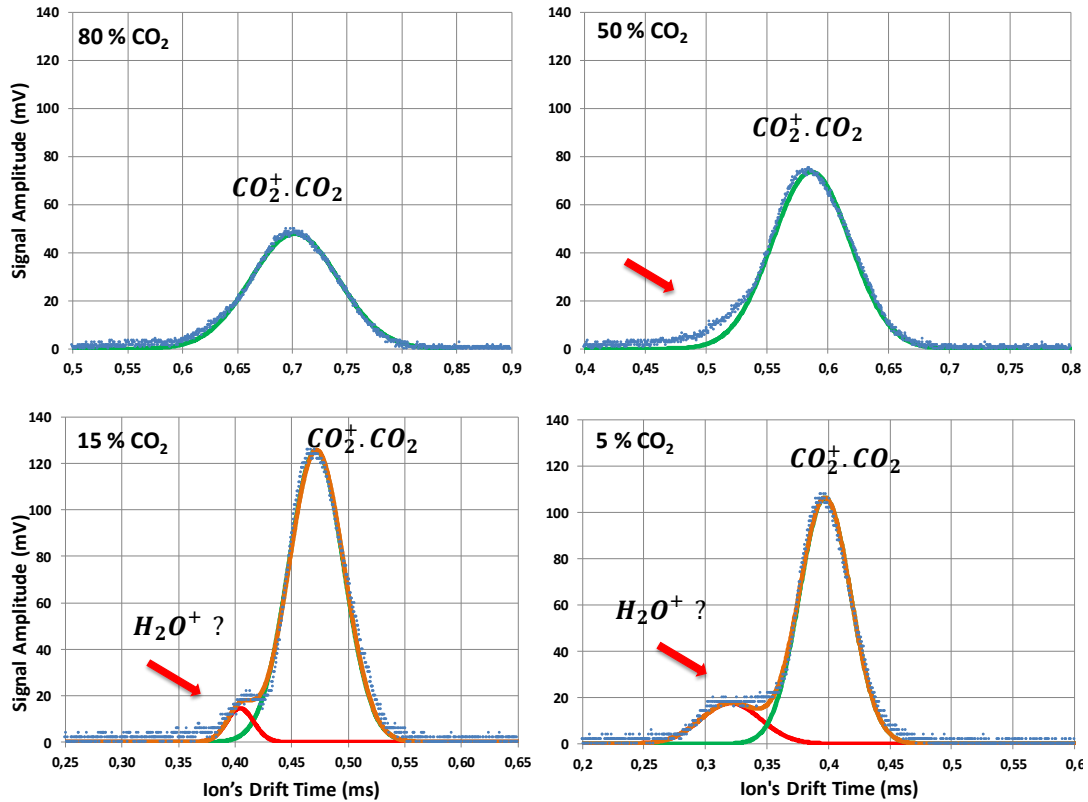 80 % CO₂
CO₂⁺.CO₂
Signal Amplitude (mV)
140
120
100
80
60
40
20
0
0,5 0,55 0,6 0,65 0,7 0,75 0,8 0,85 0,9
50 % CO₂
CO₂⁺.CO₂
140
120
100
80
60
40
20
0
0,4 0,45 0,5 0,55 0,6 0,65 0,7 0,75 0,8
15 % CO₂
CO₂⁺.CO₂
H₂O⁺ ?
Signal Amplitude (mV)
140
120
100
80
60
40
20
0
0,25 0,3 0,35 0,4 0,45 0,5 0,55 0,6 0,65
Ion’s Drift Time (ms)
5 % CO₂
CO₂⁺.CO₂
H₂O⁺ ?
140
120
100
80
60
40
20
0
0,2 0,25 0,3 0,35 0,4 0,45 0,5 0,55 0,6
Ion's Drift Time (ms)